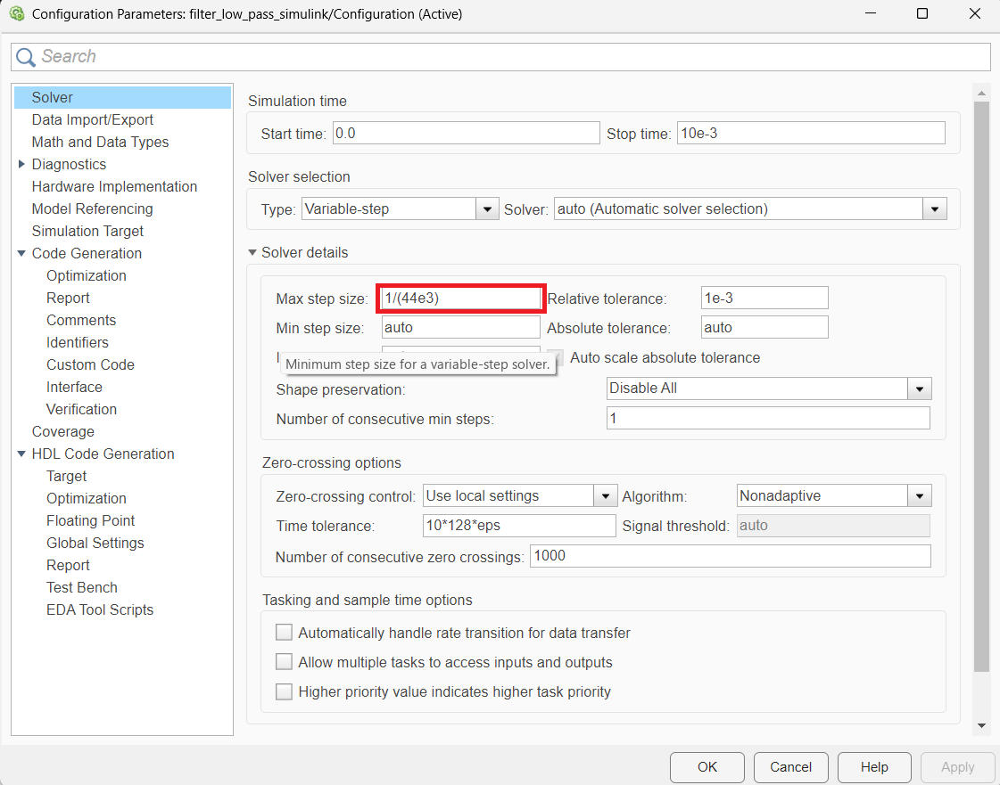 Configuration Parameters: filter_low_pass_simulink/Configuration (Active)
Search
Solver
Data Import/Export
Math and Data Types
Diagnostics
Hardware Implementation
Model Referencing
Simulation Target
Code Generation
Optimization
Report
Comments
Identifiers
Custom Code
Interface
Verification
Coverage
HDL Code Generation
Target
Optimization
Floating Point
Global Settings
Report
Test Bench
EDA Tool Scripts
Simulation time
Start time: 0.0 Stop time: 10e-3
Solver selection
Type: Variable-step Solver: auto (Automatic solver selection)
Solver details
Max step size: 1/(44e3) Relative tolerance: 1e-3
Min step size: auto Absolute tolerance: auto
Auto scale absolute tolerance
Minimum step size for a variable-step solver.
Shape preservation: Disable All
Number of consecutive min steps: 1
Zero-crossing options
Zero-crossing control: Use local settings Algorithm: Nonadaptive
Time tolerance: 10*128*eps Signal threshold: auto
Number of consecutive zero crossings: 1000
Tasking and sample time options
Automatically handle rate transition for data transfer
Allow multiple tasks to access inputs and outputs
Higher priority value indicates higher task priority
OK Cancel Help Apply